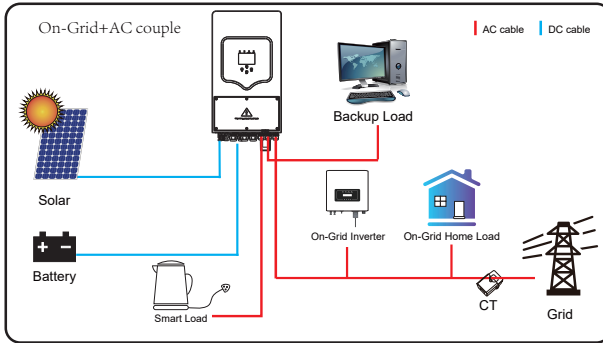 On-Grid+AC couple
AC cable
DC cable
Backup Load
Solar
On-Grid Inverter
On-Grid Home Load
Battery
Smart Load
CT
Grid